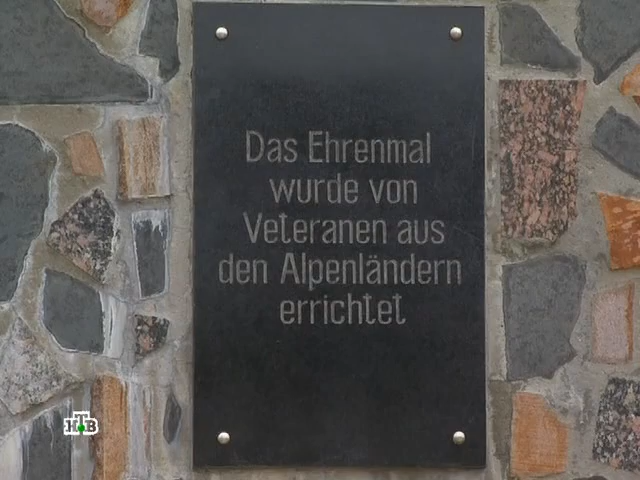 Das Ehrenmal
wurde von
Veteranen aus
den Alpenländern
errichtet
НТВ